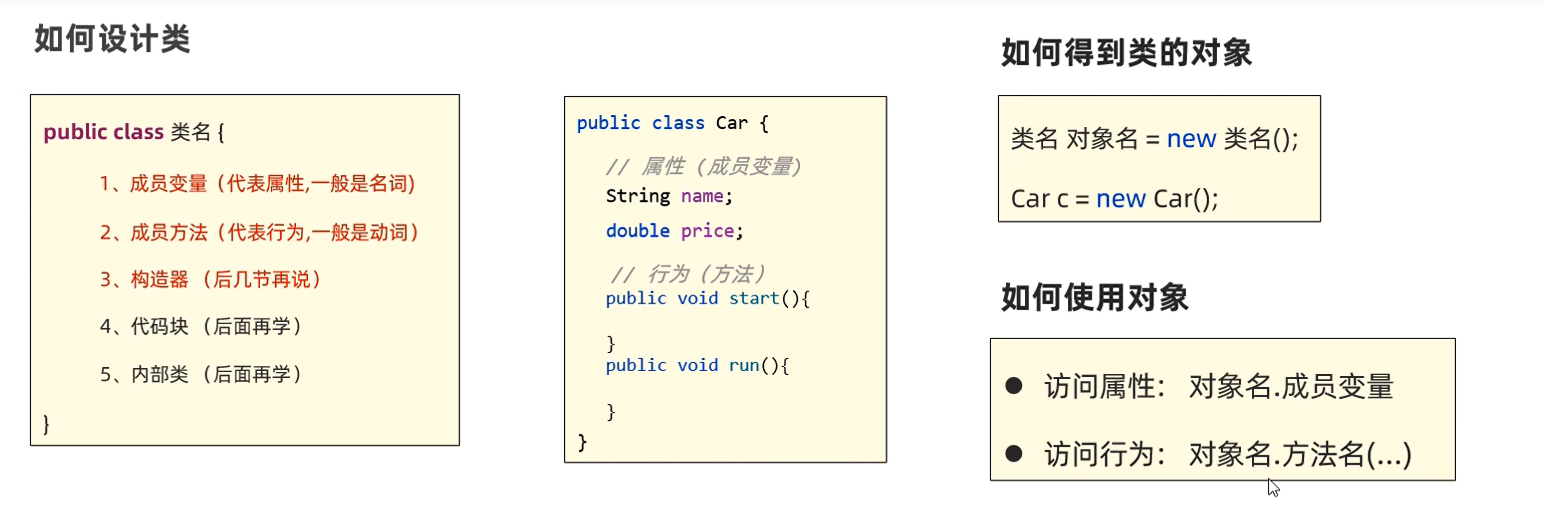 如何设计类
public class 类名 {
1、成员变量（代表属性,一般是名词)
2、成员方法（代表行为,一般是动词）
3、构造器 （后几节再说）
4、代码块 （后面再学）
5、内部类 （后面再学）
}
public class Car {
// 属性（成员变量）
String name;
double price;
// 行为（方法）
public void start(){
}
public void run(){
}
}
如何得到类的对象
类名 对象名 = new 类名();
Car c = new Car();
如何使用对象
● 访问属性： 对象名.成员变量
● 访问行为： 对象名.方法名(...)